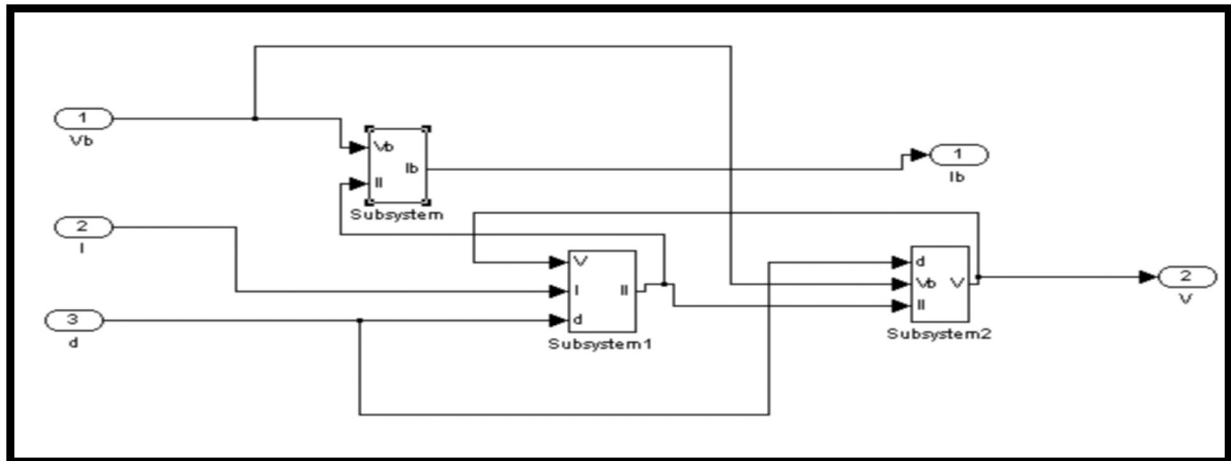 1
Vb
Vb
Ib
Il
Subsystem
1
Ib
2
I
V
I
Il
d
Subsystem1
d
Vb
V
Il
Subsystem2
2
V
3
d